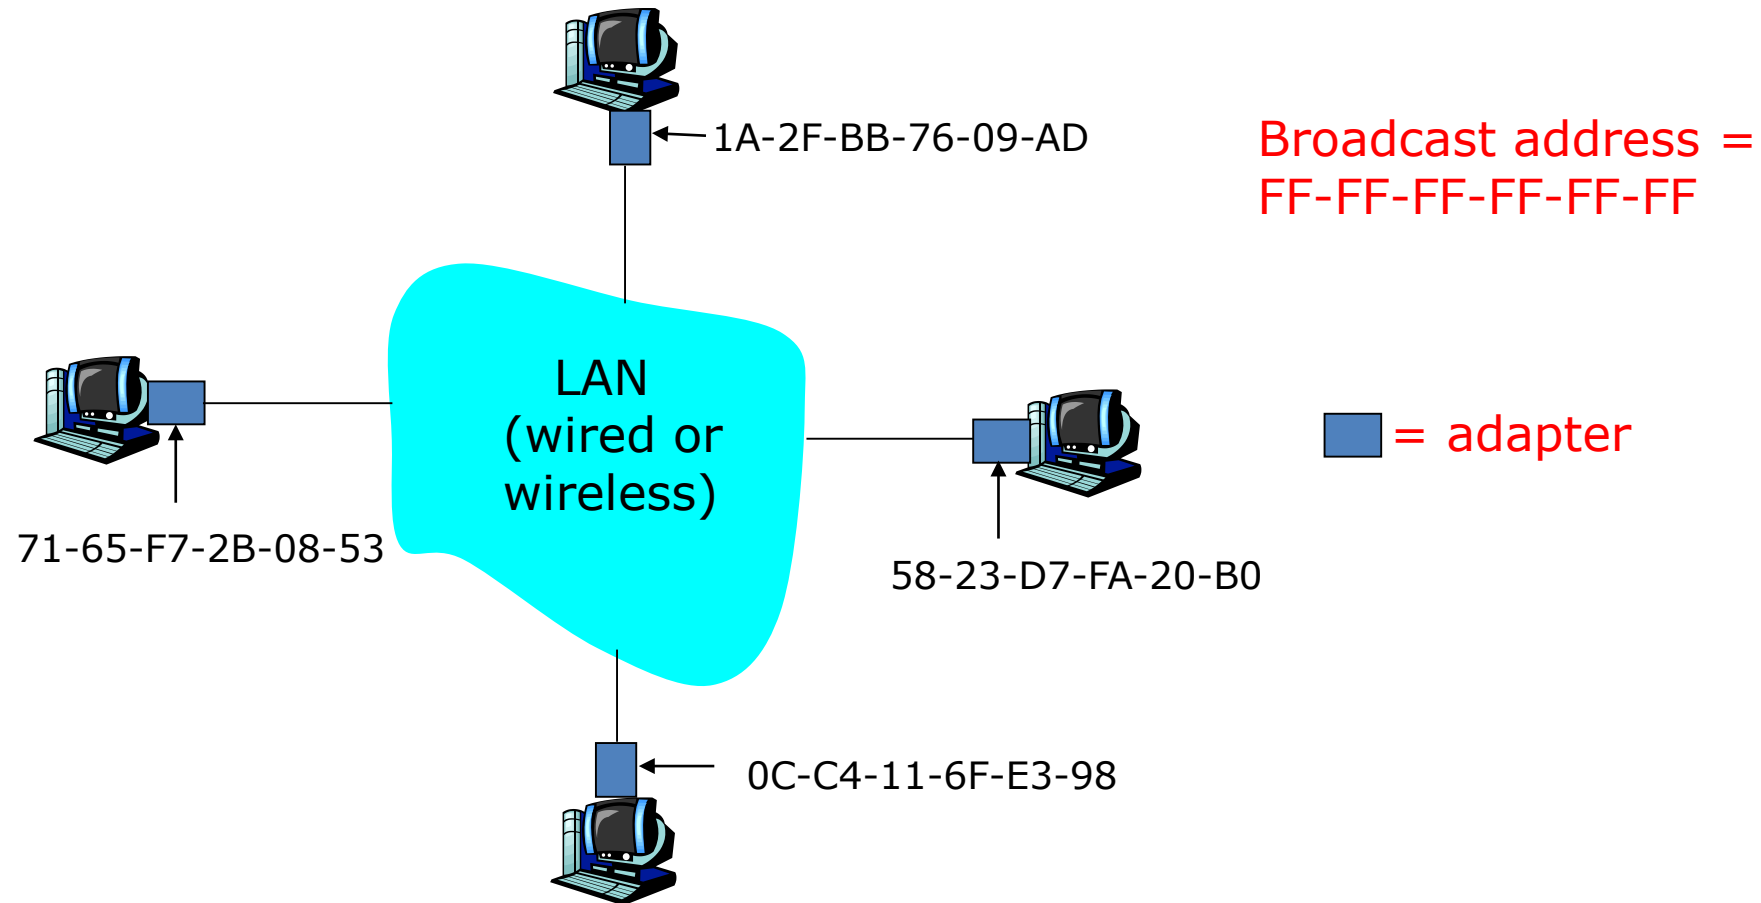 1A-2F-BB-76-09-AD
Broadcast address =
FF-FF-FF-FF-FF-FF
LAN
(wired or
wireless)
= adapter
71-65-F7-2B-08-53
58-23-D7-FA-20-B0
0C-C4-11-6F-E3-98